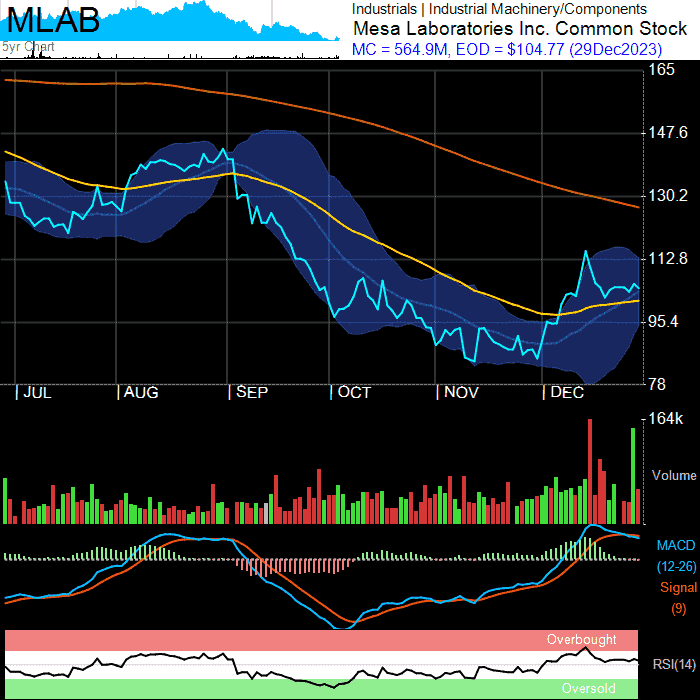 MLAB
5yr Chart
Industrials | Industrial Machinery/Components
Mesa Laboratories Inc. Common Stock
MC = 564.9M, EOD = $104.77 (29Dec2023)
165
147.6
130.2
112.8
95.4
78
JUL
AUG
SEP
OCT
NOV
DEC
164k
Volume
MACD
(12-26)
Signal
(9)
Overbought
RSI(14)
Oversold